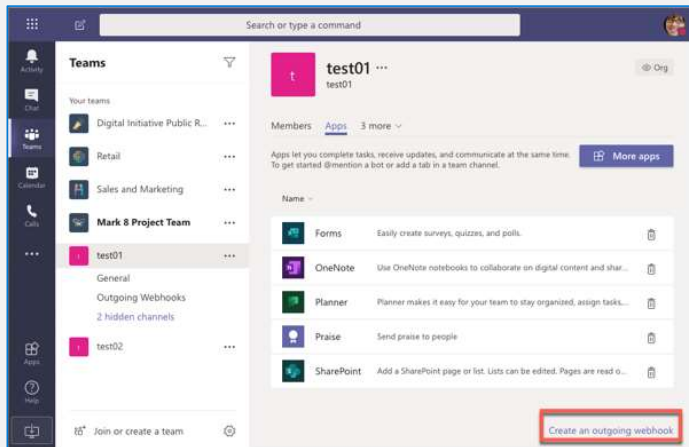 Search or type a command
Activity
Chat
Teams
Calendar
Calls
Apps
Help
Teams
Your teams
Digital Initiative Public R...
Retail
Sales and Marketing
Mark 8 Project Team
t test01
General
Outgoing Webhooks
2 hidden channels
t test02
Join or create a team
t
test01
test01
Org
Members Apps 3 more
Apps let you complete tasks, receive updates, and communicate at the same time.
To get started @mention a bot or add a tab in a team channel.
More apps
Name
Forms Easily create surveys, quizzes, and polls.
OneNote Use OneNote notebooks to collaborate on digital content and shar...
Planner Planner makes it easy for your team to stay organized, assign tasks,...
Praise Send praise to people
SharePoint Add a SharePoint page or list. Lists can be edited. Pages are read o...
Create an outgoing webhook